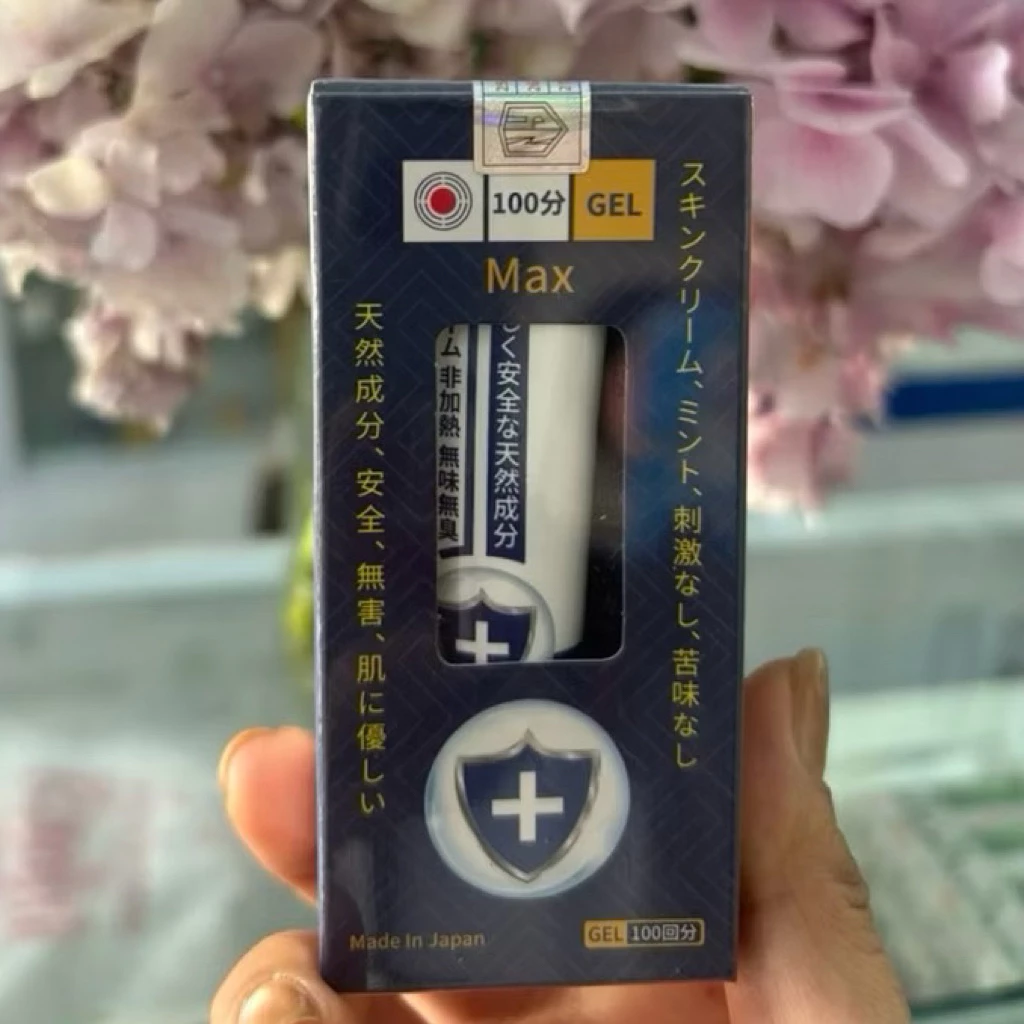 100分
GEL
Max
スキンクリーム、ミント、刺激なし、苦味なし
天然成分、安全、無害、肌に優しい
く安全な天然成分
ム 非加熱 無味無臭
Made In Japan
GEL 100回分